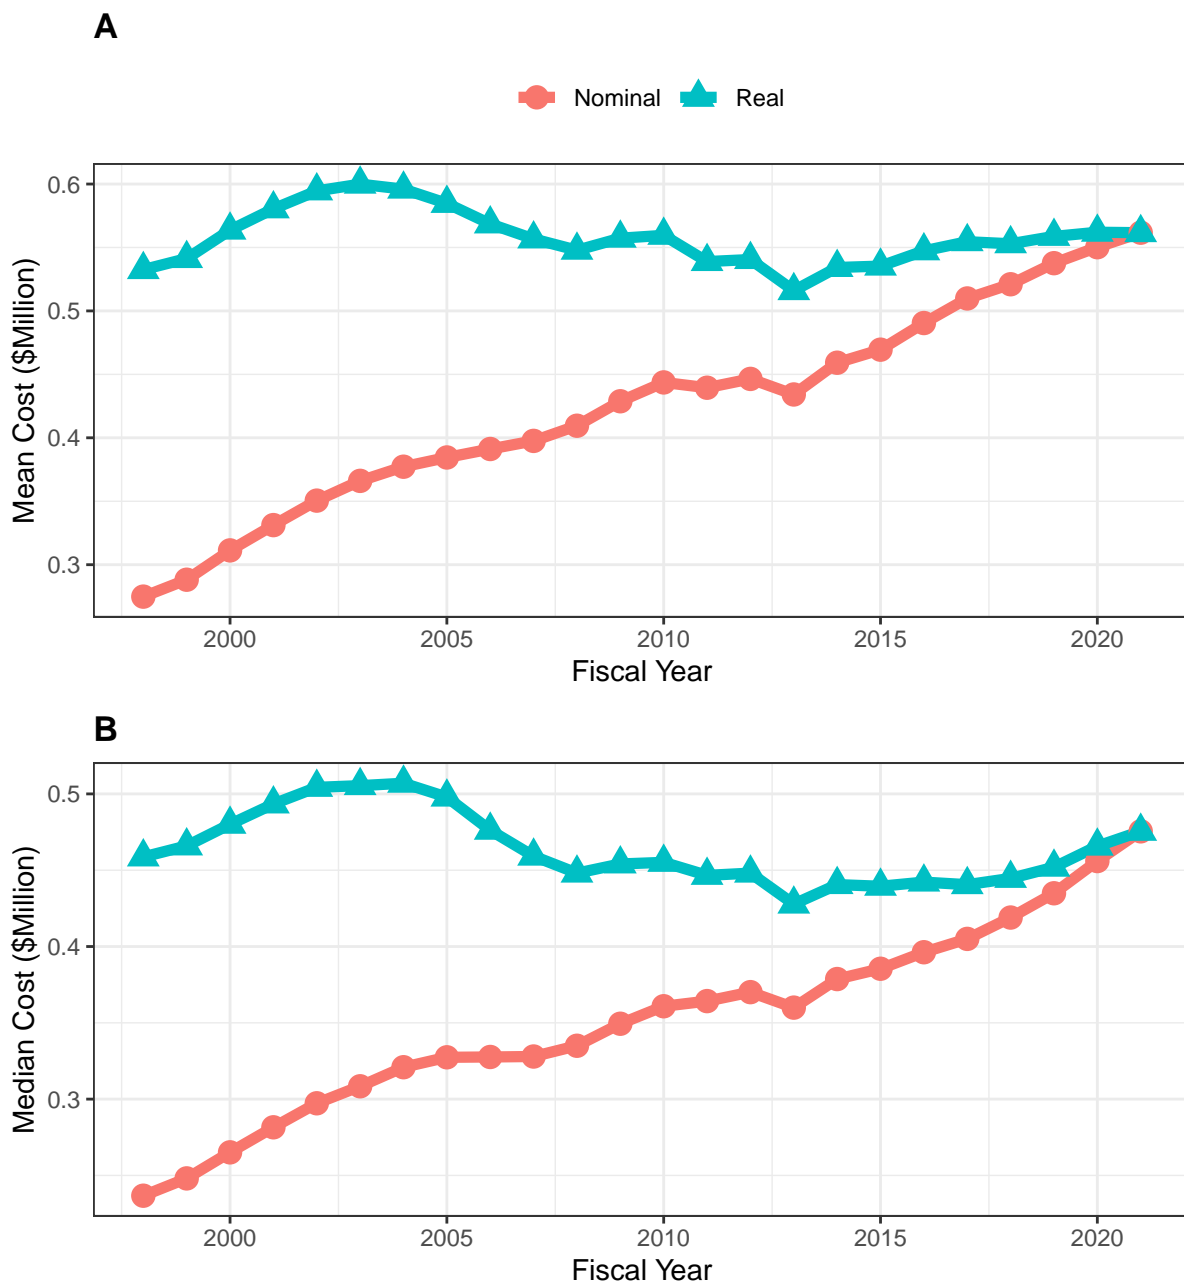 A
Nominal Real
0.6
0.5
0.4
0.3
Mean Cost ($Million)
2000 2005 2010 2015 2020
Fiscal Year
B
0.5
0.4
0.3
Median Cost ($Million)
2000 2005 2010 2015 2020
Fiscal Year